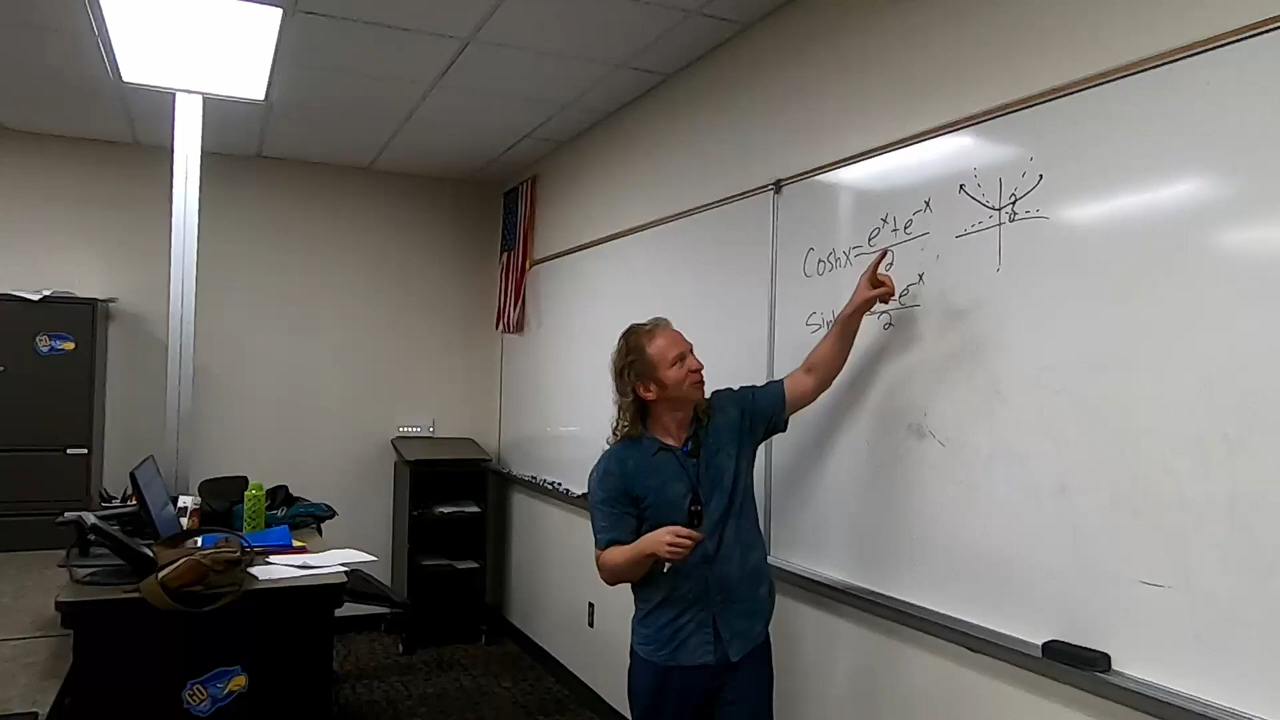 Coshx = e^x + e^-x / 2
- e^-x / 2
GO
GO